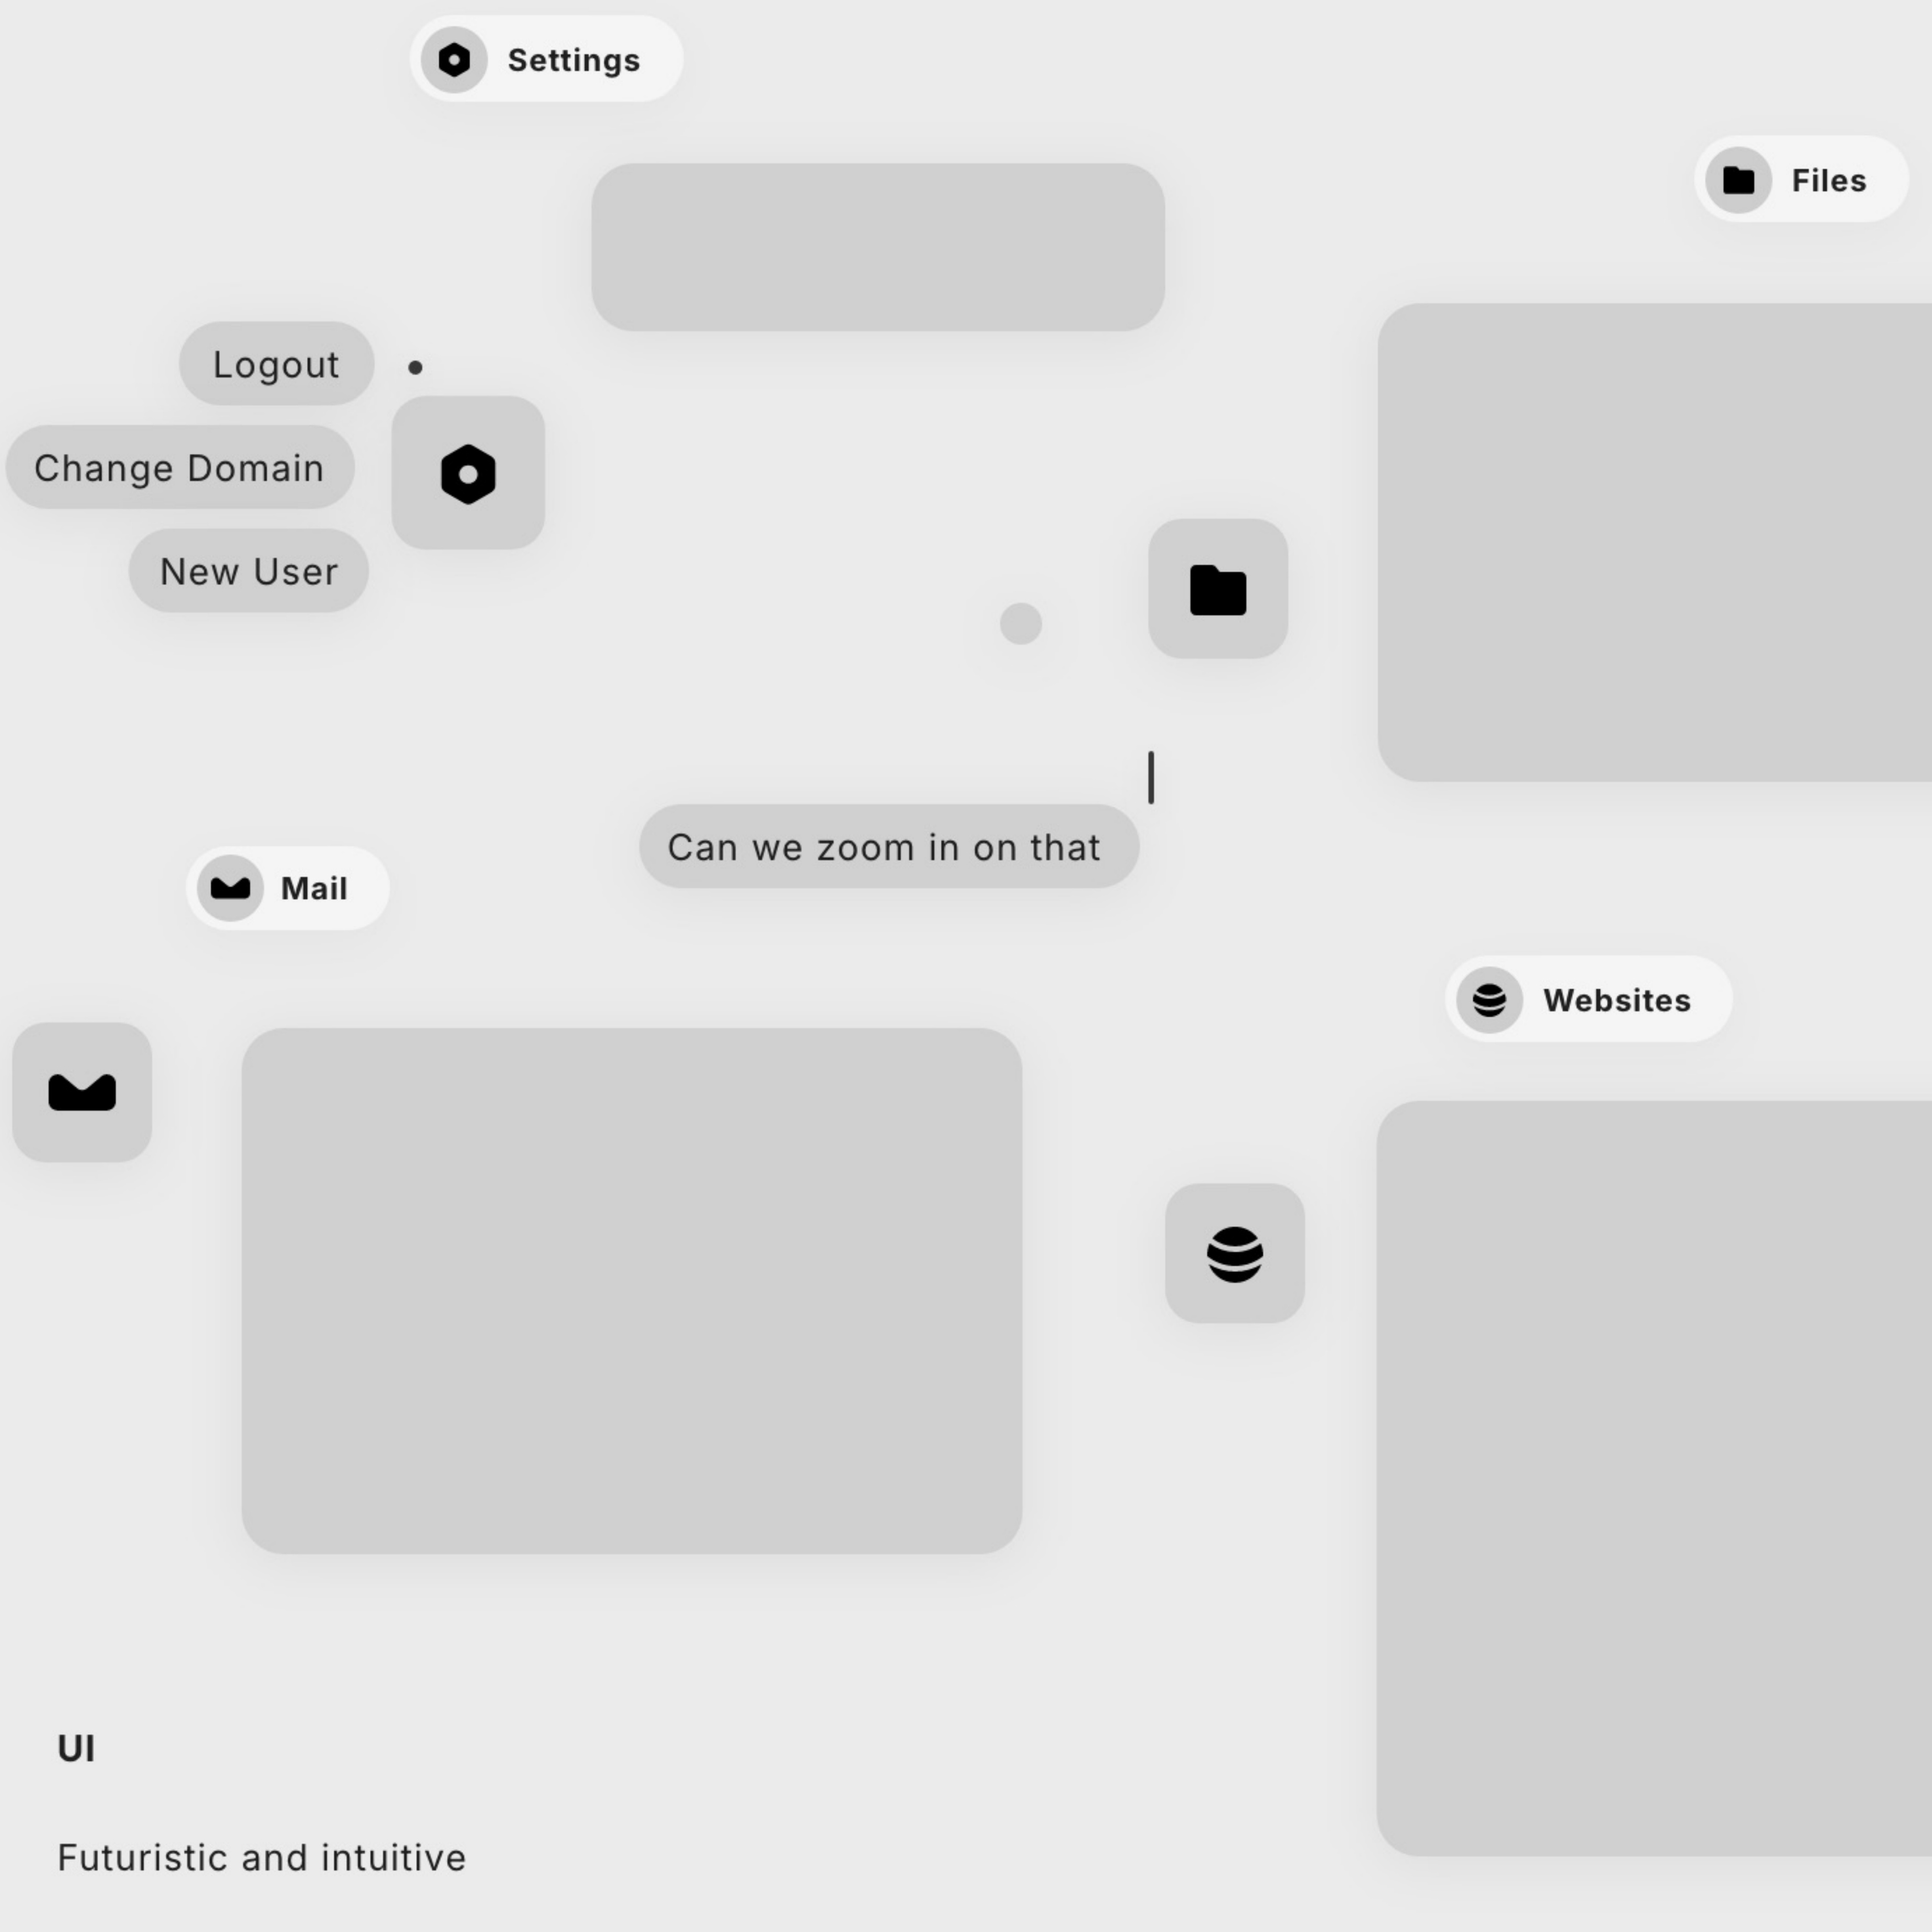 Settings
Files
Logout
Change Domain
New User
Can we zoom in on that
Mail
Websites
UI
Futuristic and intuitive